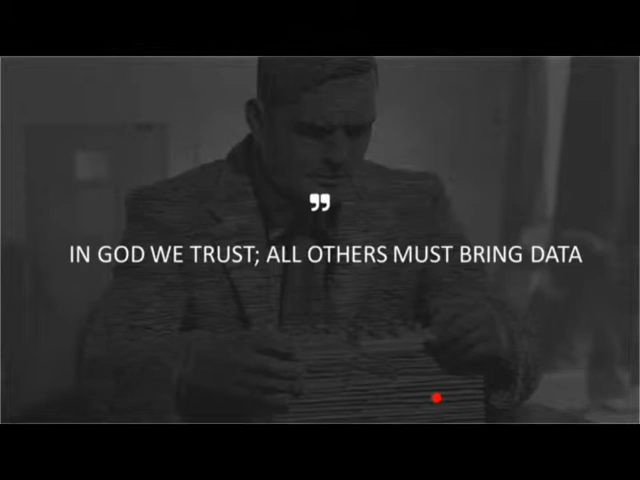 ”
IN GOD WE TRUST; ALL OTHERS MUST BRING DATA